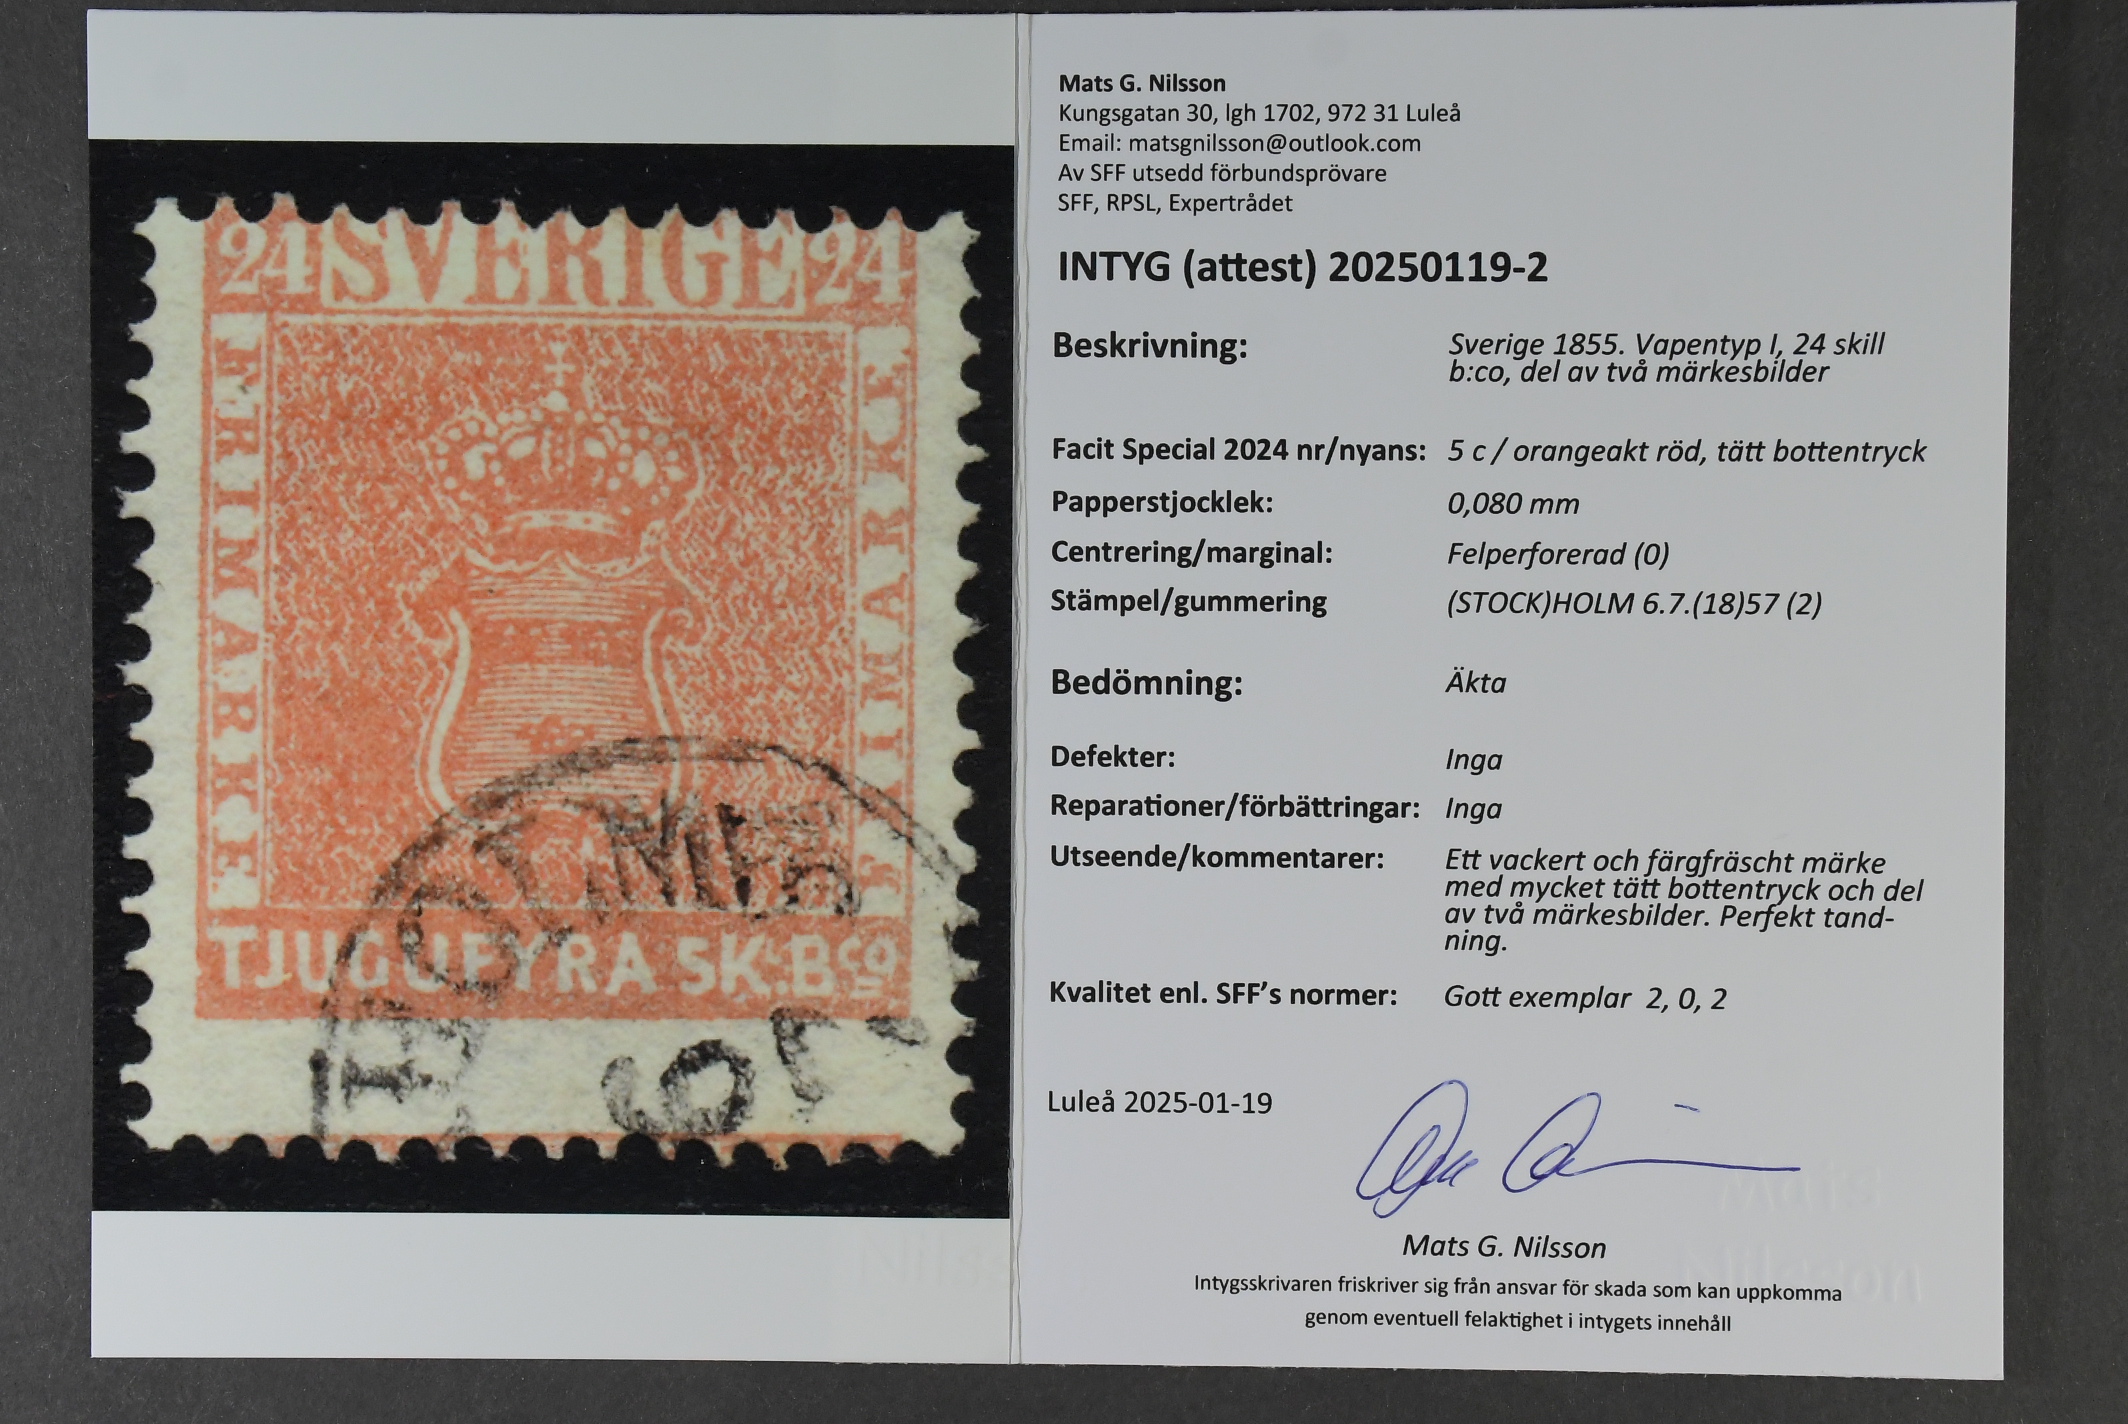 24 SVERIGE 24
FRIMARKE
FRIMARKE
TJUGUFYRA SK. Bco
HOLM
6 7
57
Mats G. Nilsson
Kungsgatan 30, lgh 1702, 972 31 Luleå
Email: matsgnilsson@outlook.com
Av SFF utsedd förbundsprövare
SFF, RPSL, Expertrådet
INTYG (attest) 20250119-2
Beskrivning: Sverige 1855. Vapentyp I, 24 skill
b:co, del av två märkesbilder
Facit Special 2024 nr/nyans: 5 c / orangeakt röd, tätt bottentryck
Papperstjocklek: 0,080 mm
Centrering/marginal: Felperforerad (0)
Stämpel/gummering (STOCK)HOLM 6.7.(18)57 (2)
Bedömning: Äkta
Defekter: Inga
Reparationer/förbättringar: Inga
Utseende/kommentarer: Ett vackert och färgfräscht märke
med mycket tätt bottentryck och del
av två märkesbilder. Perfekt tand-
ning.
Kvalitet enl. SFF's normer: Gott exemplar 2, 0, 2
Luleå 2025-01-19
Mats G. Nilsson
Intygsskrivaren friskriver sig från ansvar för skada som kan uppkomma
genom eventuell felaktighet i intygets innehåll